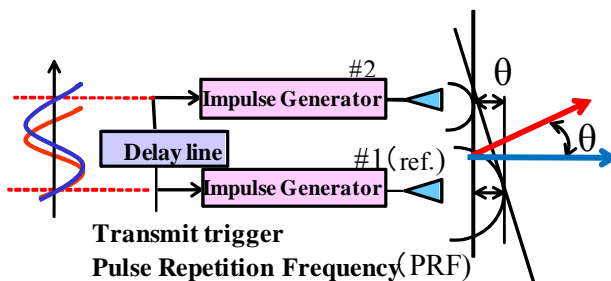 #2
Impulse Generator
θ
Delay line
#1(ref.)
θ
Impulse Generator
Transmit trigger
Pulse Repetition Frequency(PRF)